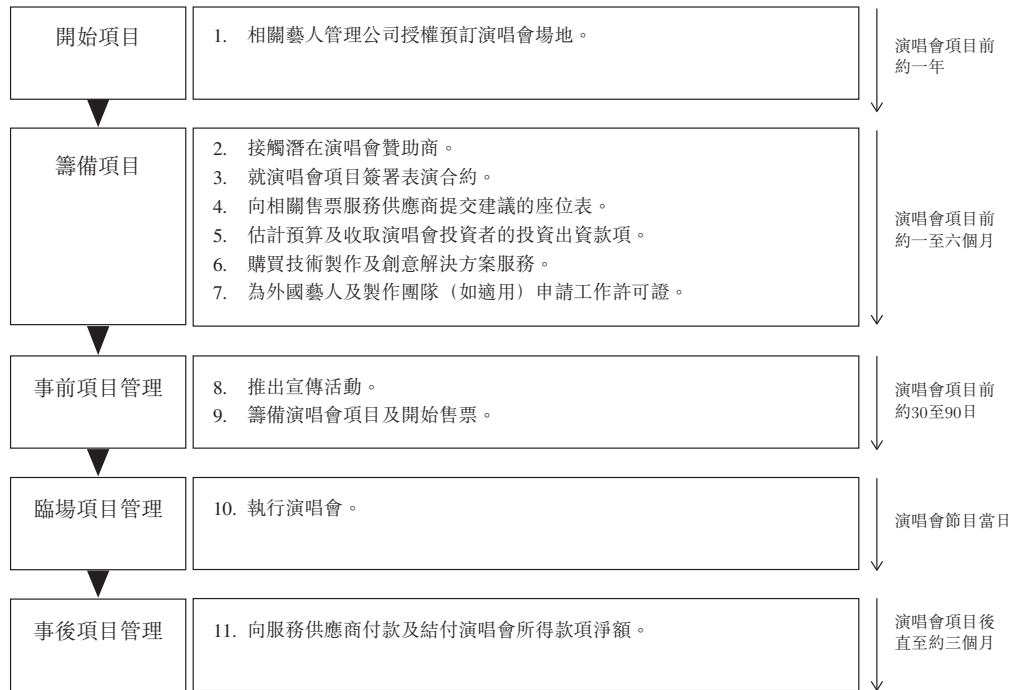 開始項目
1. 相關藝人管理公司授權預訂演唱會場地。
演唱會項目前
約一年
籌備項目
2. 接觸潛在演唱會贊助商。
3. 就演唱會項目簽署表演合約。
4. 向相關售票服務供應商提交建議的座位表。
5. 估計預算及收取演唱會投資者的投資出資款項。
6. 購買技術製作及創意解決方案服務。
7. 為外國藝人及製作團隊（如適用）申請工作許可證。
演唱會項目前
約一至六個月
事前項目管理
8. 推出宣傳活動。
9. 籌備演唱會項目及開始售票。
演唱會項目前
約30至90日
臨場項目管理
10. 執行演唱會。
演唱會節目當日
事後項目管理
11. 向服務供應商付款及結付演唱會所得款項淨額。
演唱會項目後
直至約三個月